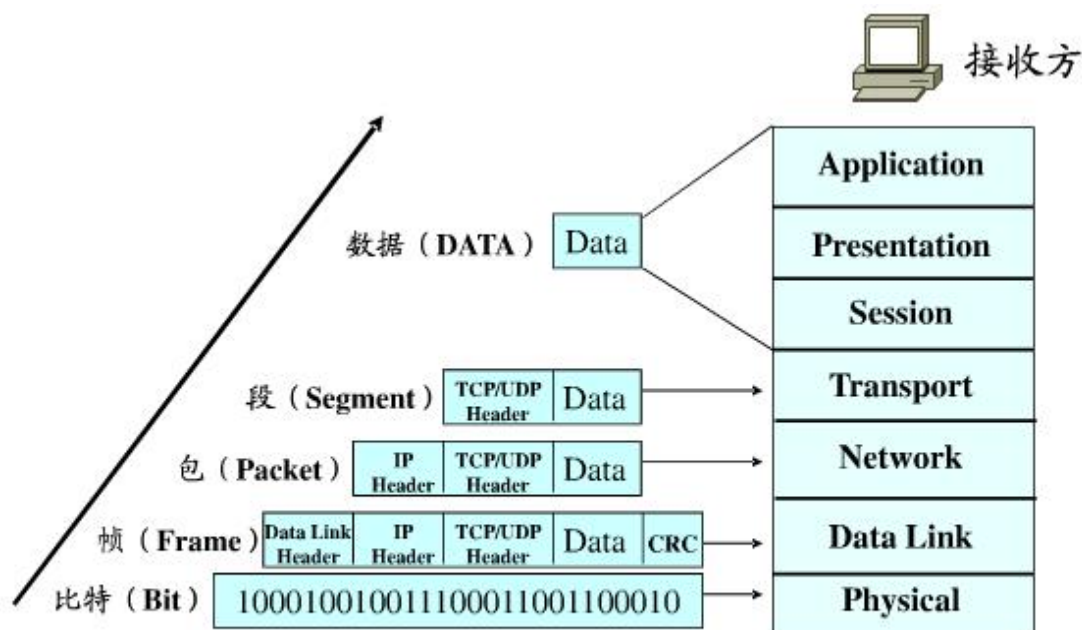 接收方
Application
数据（DATA） Data
Presentation
Session
段（Segment） TCP/UDP Header Data
Transport
包（Packet） IP Header TCP/UDP Header Data
Network
帧（Frame） Data Link Header IP Header TCP/UDP Header Data CRC
Data Link
比特（Bit） 100010010011100011001100010
Physical